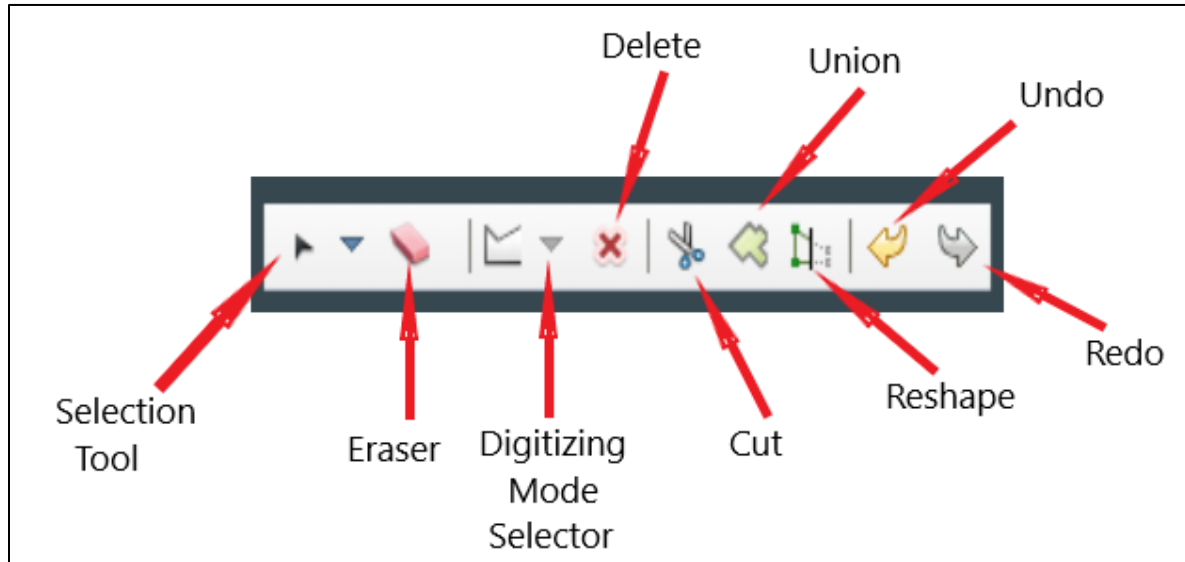 Delete
Union
Undo
Selection
Tool
Eraser
Digitizing
Mode
Selector
Cut
Reshape
Redo